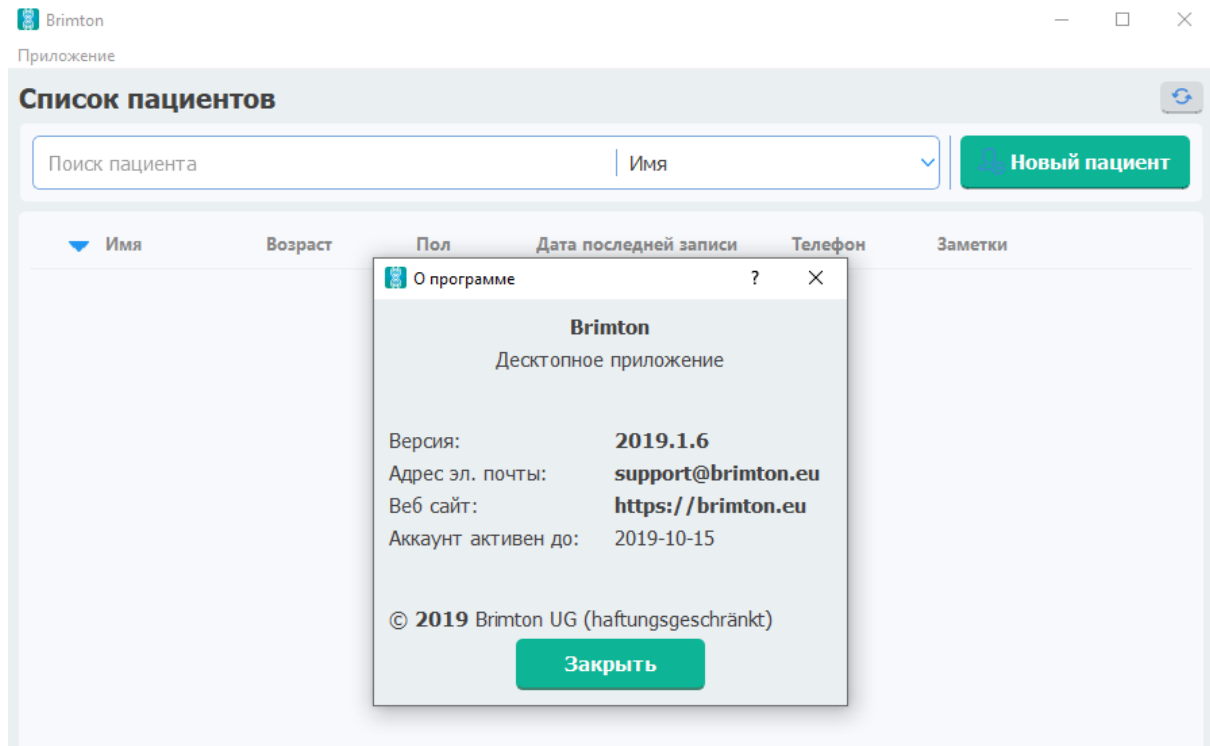 Brimton
Приложение
Список пациентов
Поиск пациента Имя Новый пациент
Имя Возраст Пол Дата последней записи Телефон Заметки
О программе ?
Brimton
Десктопное приложение
Версия: 2019.1.6
Адрес эл. почты: support@brimton.eu
Веб сайт: https://brimton.eu
Аккаунт активен до: 2019-10-15
© 2019 Brimton UG (haftungsgeschränkt)
Закрыть